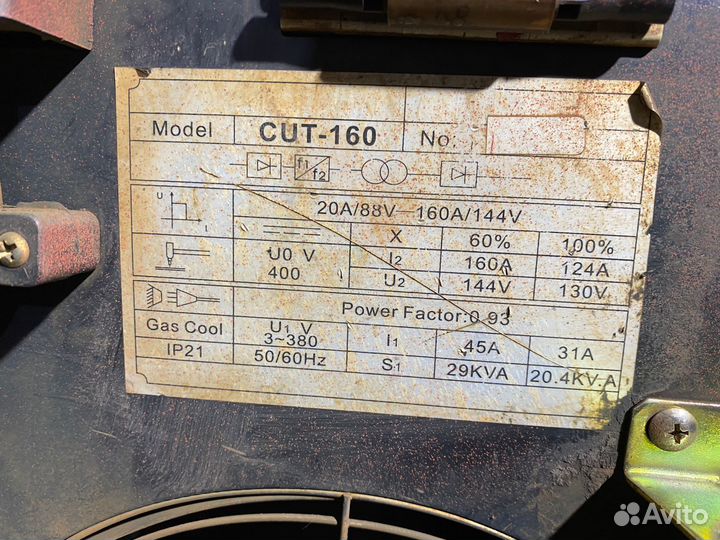 Model CUT-160 No:
f1
f2
U
I
20A/88V—160A/144V
X 60% 100%
U0 V I2 160A 124A
400 U2 144V 130V
Power Factor:0.93
Gas Cool U1 V I1 45A 31A
3~380
IP21 50/60Hz S1 29KVA 20.4KV.A
Avito